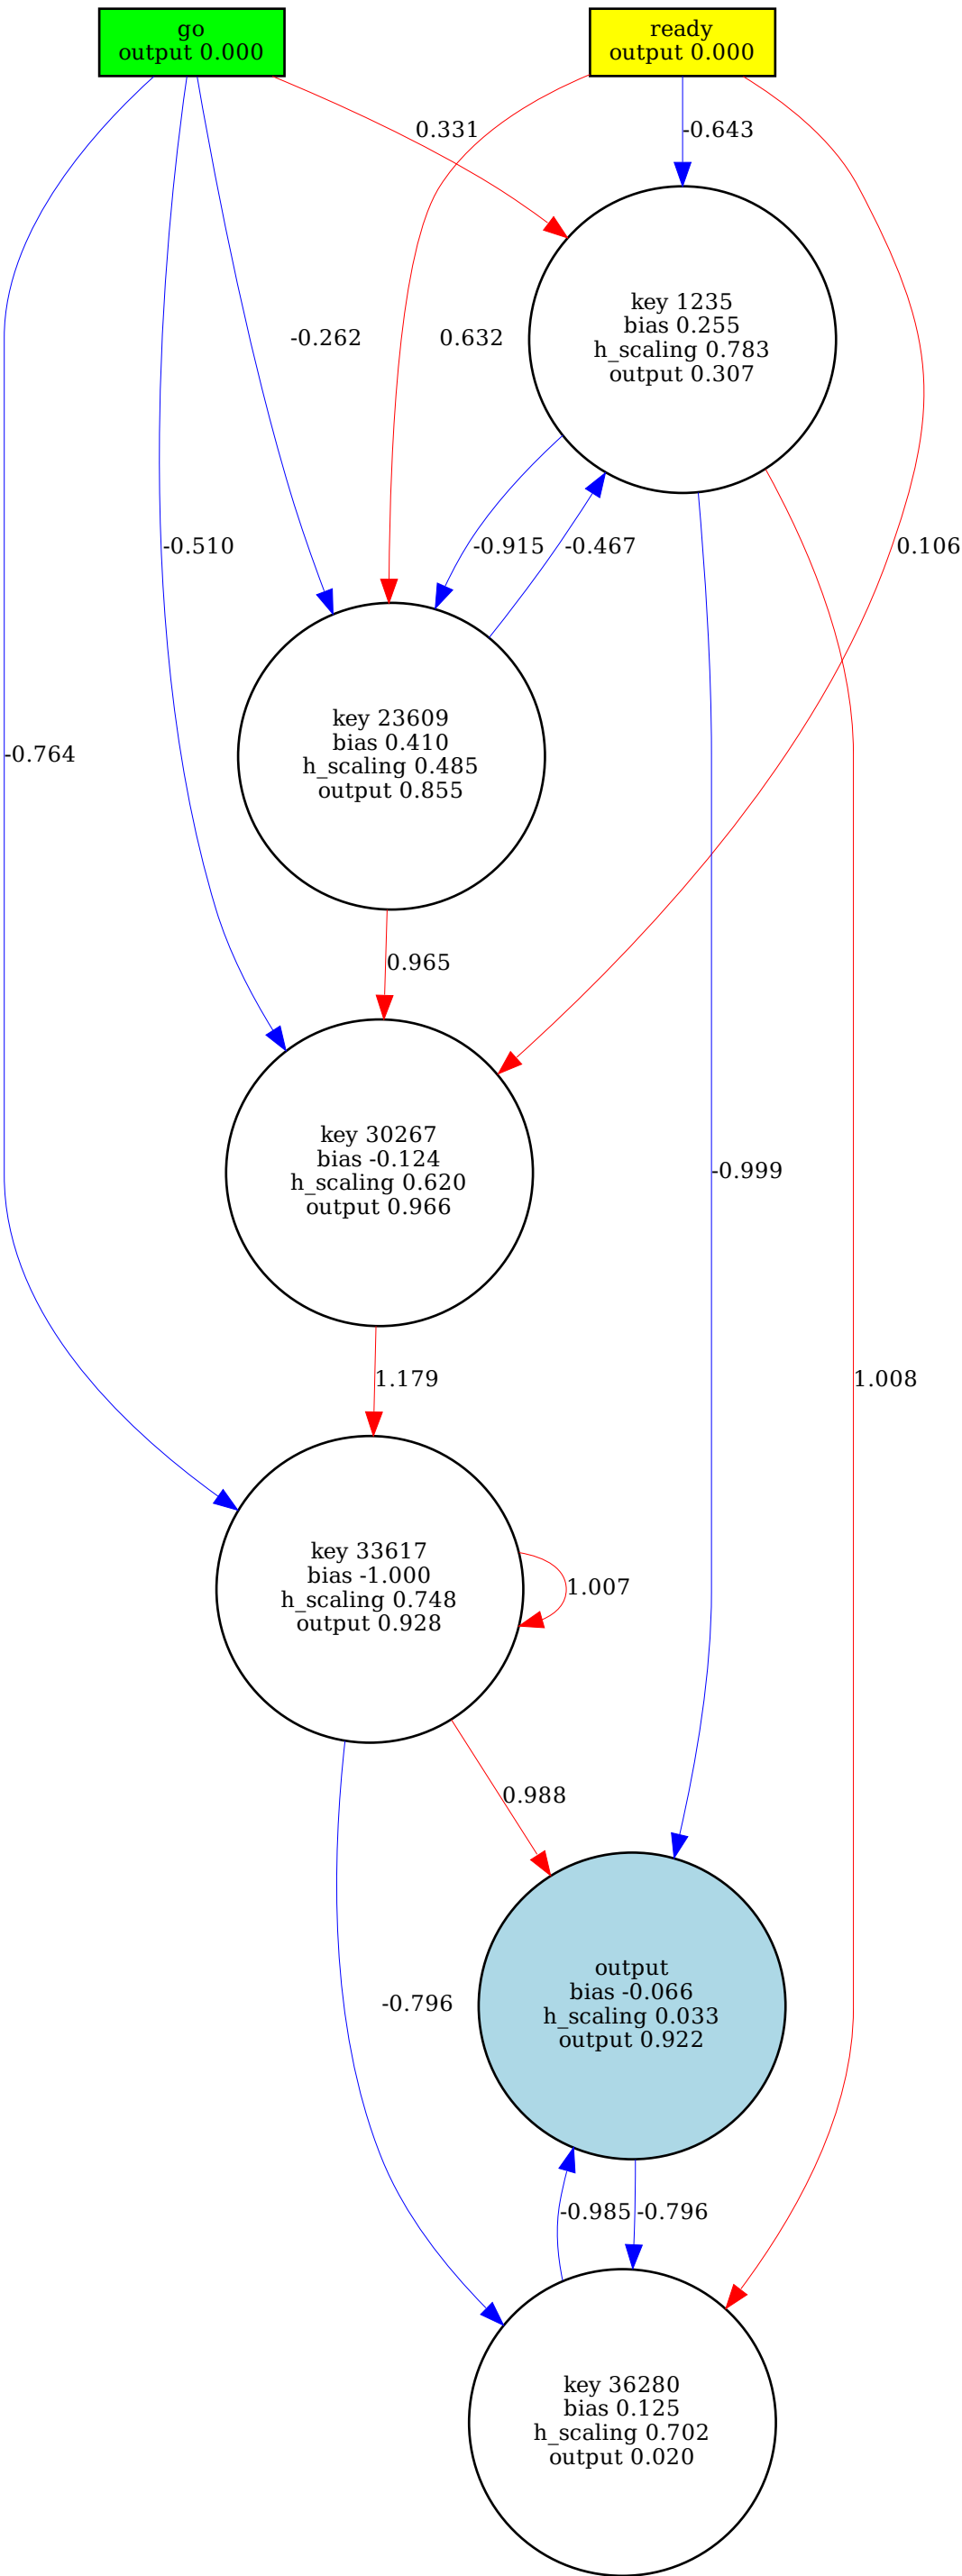 go
output 0.000
ready
output 0.000
0.331
-0.643
key 1235
bias 0.255
h_scaling 0.783
output 0.307
-0.262
0.632
-0.510
-0.915
-0.467
0.106
key 23609
bias 0.410
h_scaling 0.485
output 0.855
-0.764
0.965
key 30267
bias -0.124
h_scaling 0.620
output 0.966
-0.999
1.179
1.008
key 33617
bias -1.000
h_scaling 0.748
output 0.928
1.007
0.988
output
bias -0.066
h_scaling 0.033
output 0.922
-0.796
-0.985
-0.796
key 36280
bias 0.125
h_scaling 0.702
output 0.020